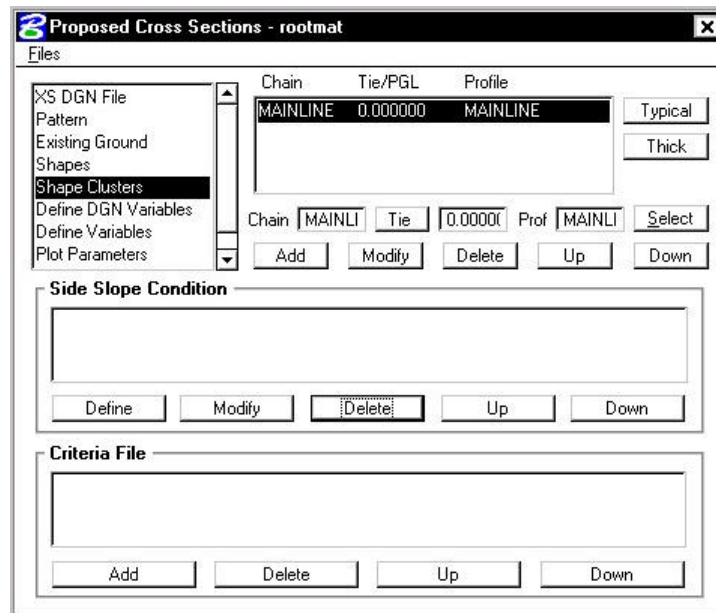 Proposed Cross Sections - rootmat
Files
XS DGN File
Pattern
Existing Ground
Shapes
Shape Clusters
Define DGN Variables
Define Variables
Plot Parameters
Chain Tie/PGL Profile
MAINLINE 0.000000 MAINLINE
Typical
Thick
Chain MAINLI Tie 0.0000( Prof MAINLI Select
Add Modify Delete Up Down
Side Slope Condition
Define Modify Delete Up Down
Criteria File
Add Delete Up Down